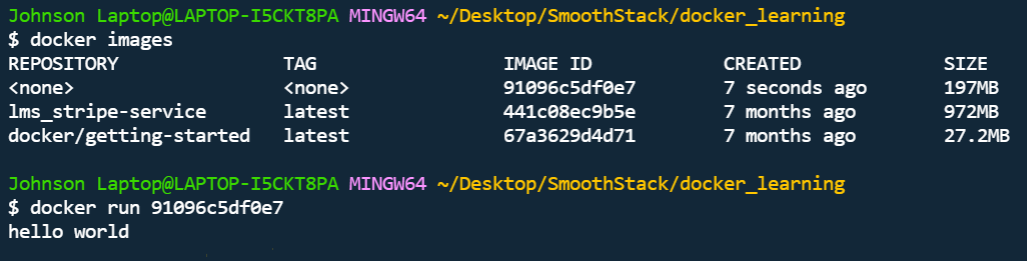 Johnson Laptop@LAPTOP-I5CKT8PA MINGW64 ~/Desktop/SmoothStack/docker_learning
$ docker images
REPOSITORY TAG IMAGE ID CREATED SIZE
<none> <none> 91096c5df0e7 7 seconds ago 197MB
lms_stripe-service latest 441c08ec9b5e 7 months ago 972MB
docker/getting-started latest 67a3629d4d71 7 months ago 27.2MB
Johnson Laptop@LAPTOP-I5CKT8PA MINGW64 ~/Desktop/SmoothStack/docker_learning
$ docker run 91096c5df0e7
hello world